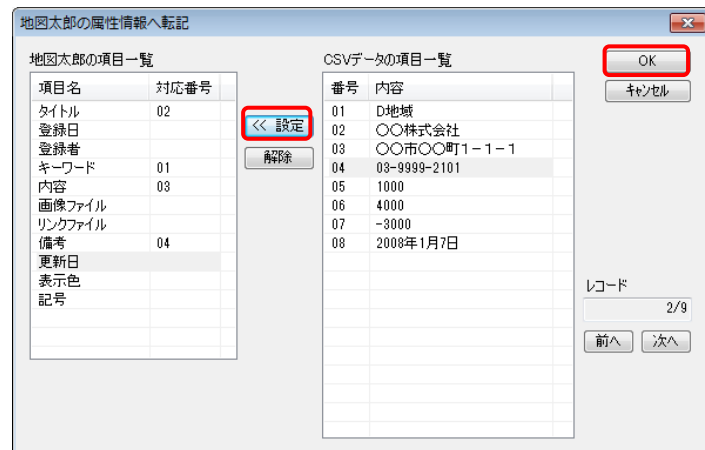 地図太郎の属性情報へ転記
地図太郎の項目一覧
項目名 対応番号
タイトル 02
登録日
登録者
キーワード 01
内容 03
画像ファイル
リンクファイル
備考 04
更新日
表示色
記号
<< 設定
解除
CSVデータの項目一覧
番号 内容
01 D地域
02 〇〇株式会社
03 〇〇市〇〇町1-1-1
04 03-9999-2101
05 1000
06 4000
07 -3000
08 2008年1月7日
OK
キャンセル
レコード
2/9
前へ 次へ